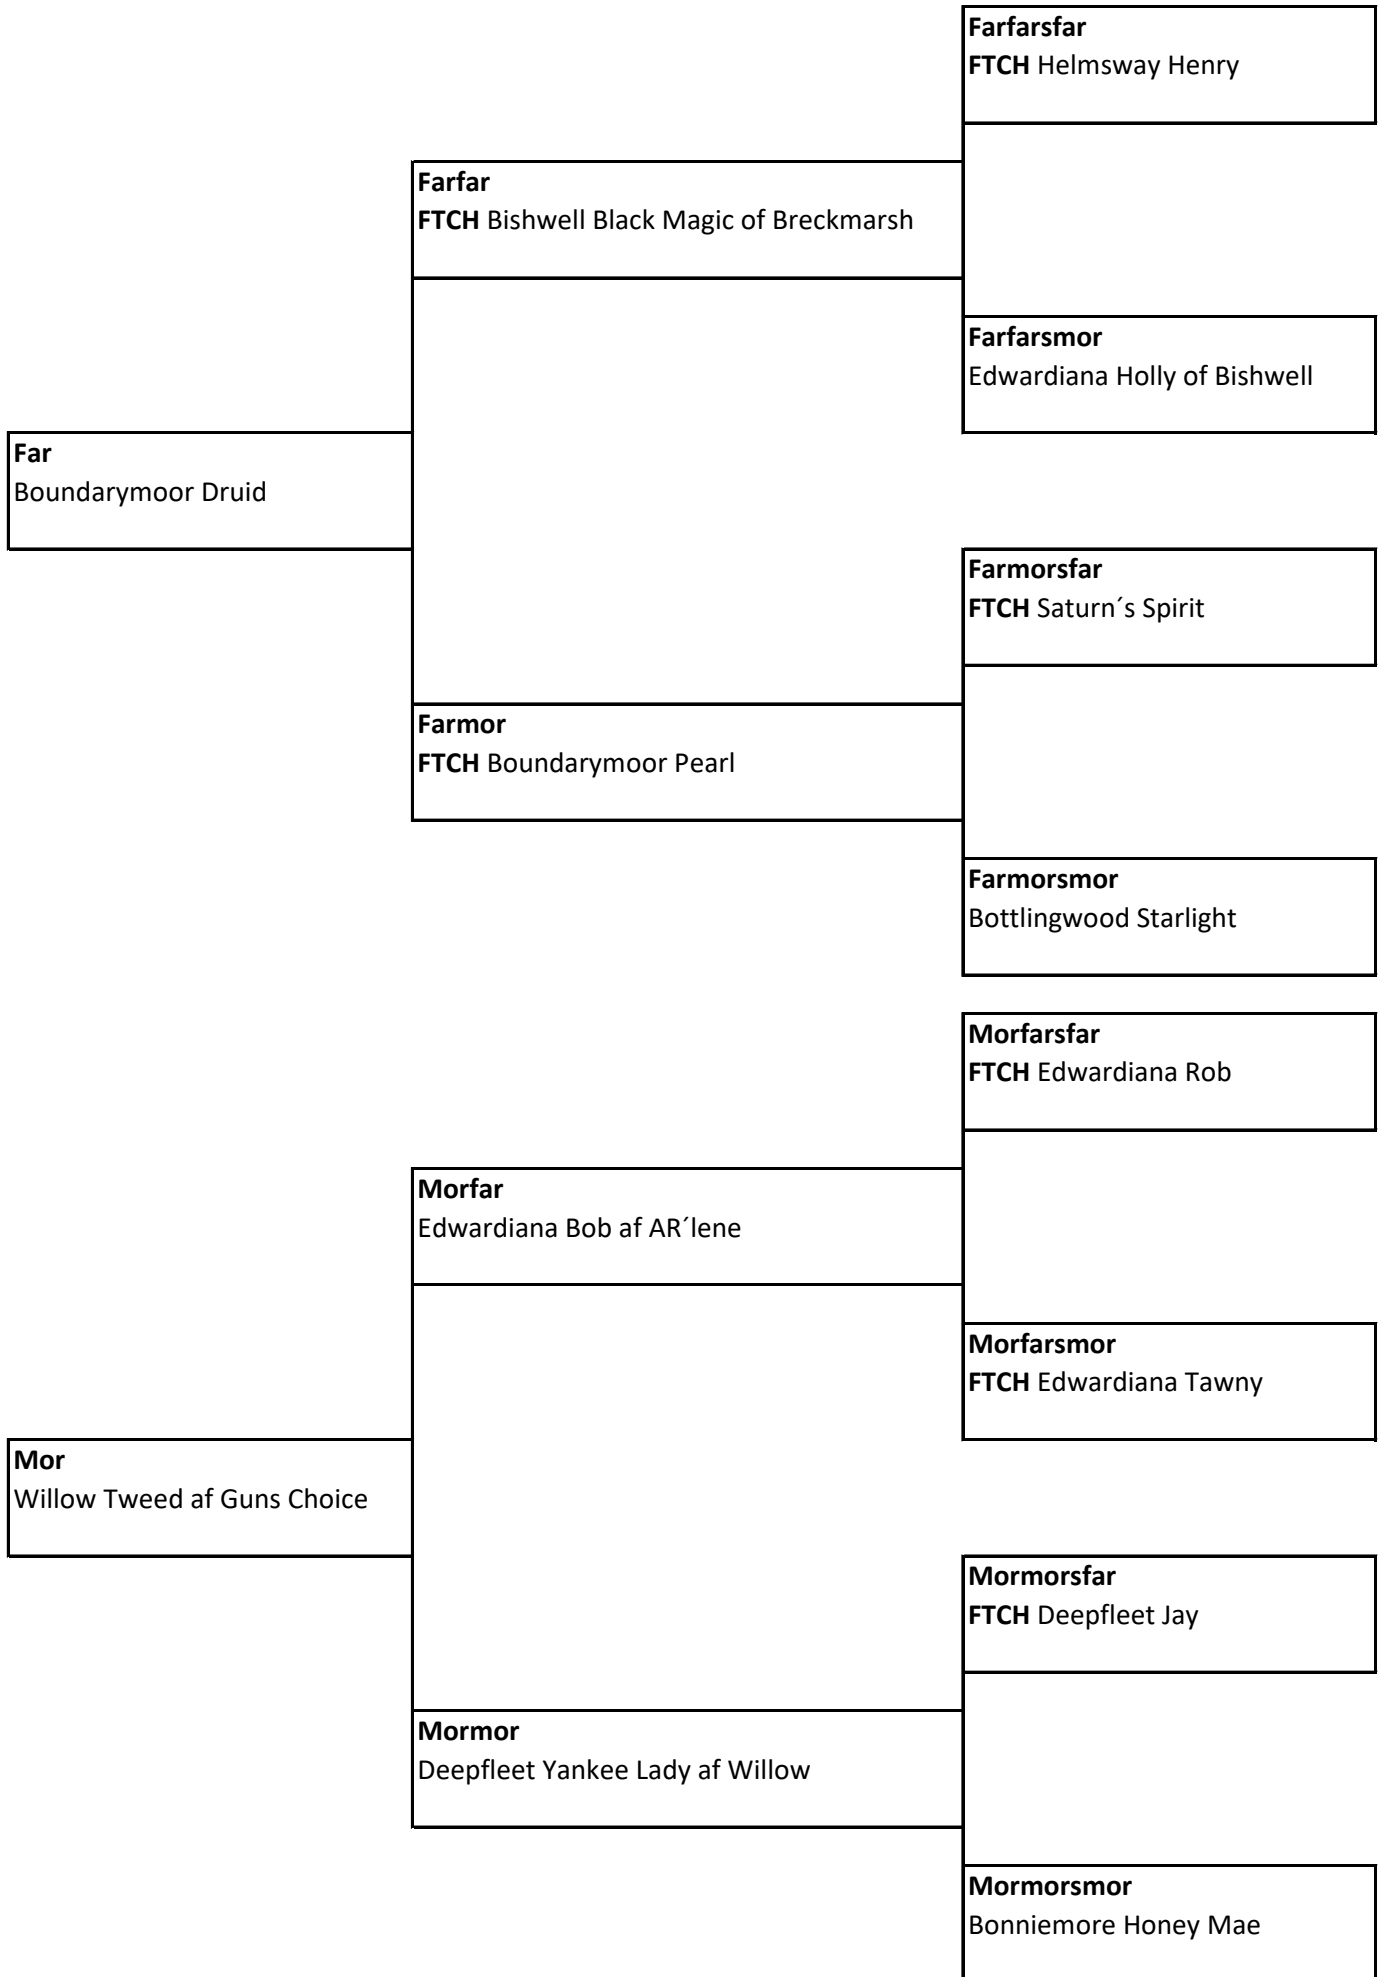 Farfarsfar
FTCH Helmsway Henry
Farfar
FTCH Bishwell Black Magic of Breckmarsh
Farfarsmor
Edwardiana Holly of Bishwell
Far
Boundarymoor Druid
Farmorsfar
FTCH Saturn´s Spirit
Farmor
FTCH Boundarymoor Pearl
Farmorsmor
Bottlingwood Starlight
Morfarsfar
FTCH Edwardiana Rob
Morfar
Edwardiana Bob af AR´lene
Morfarsmor
FTCH Edwardiana Tawny
Mor
Willow Tweed af Guns Choice
Mormorsfar
FTCH Deepfleet Jay
Mormor
Deepfleet Yankee Lady af Willow
Mormorsmor
Bonniemore Honey Mae